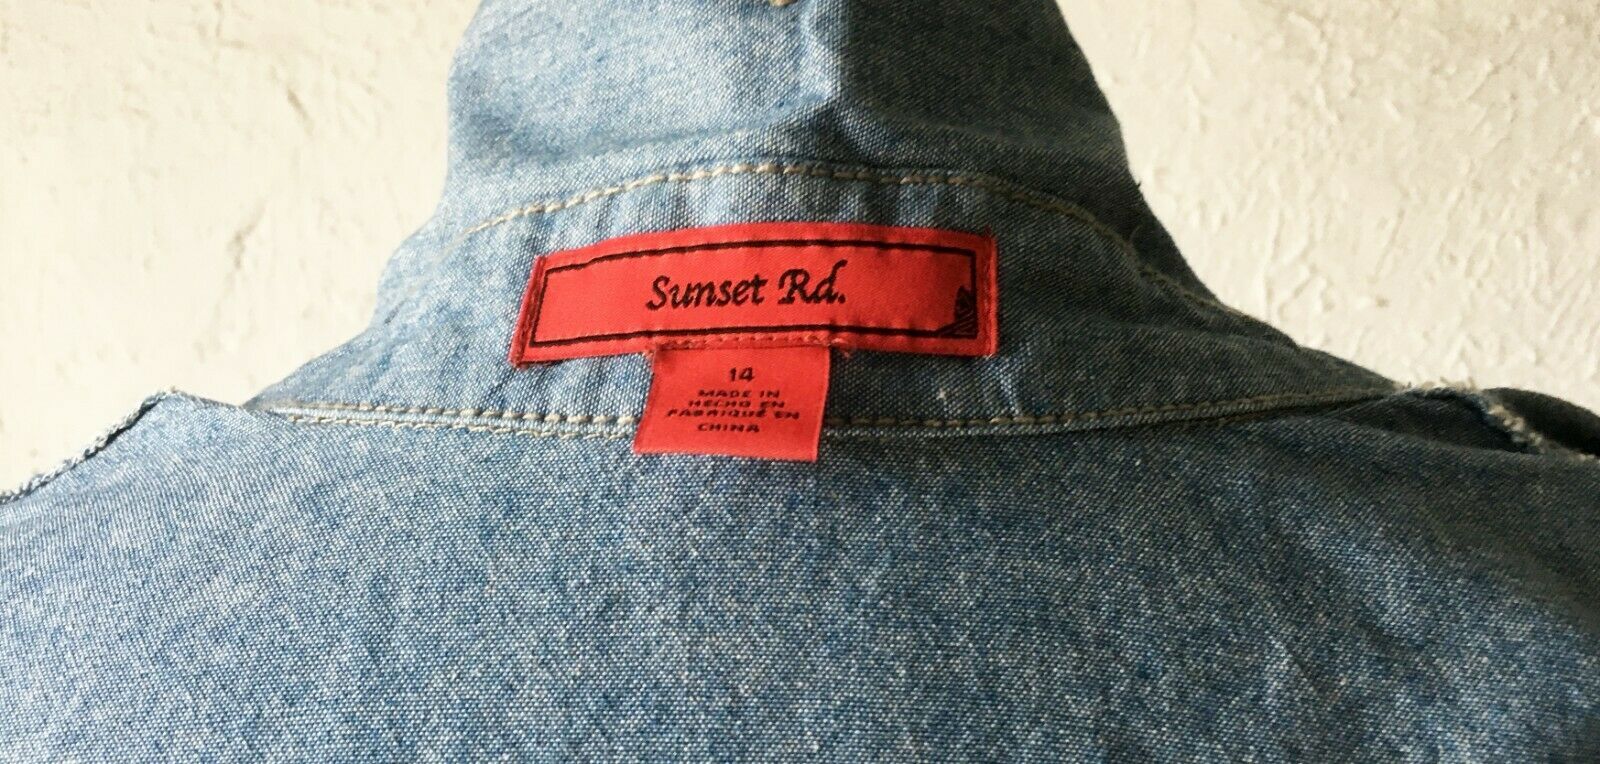 Sunset Rd.
14
MADE IN
HECHO EN
FABRIQUÉ EN
CHINA